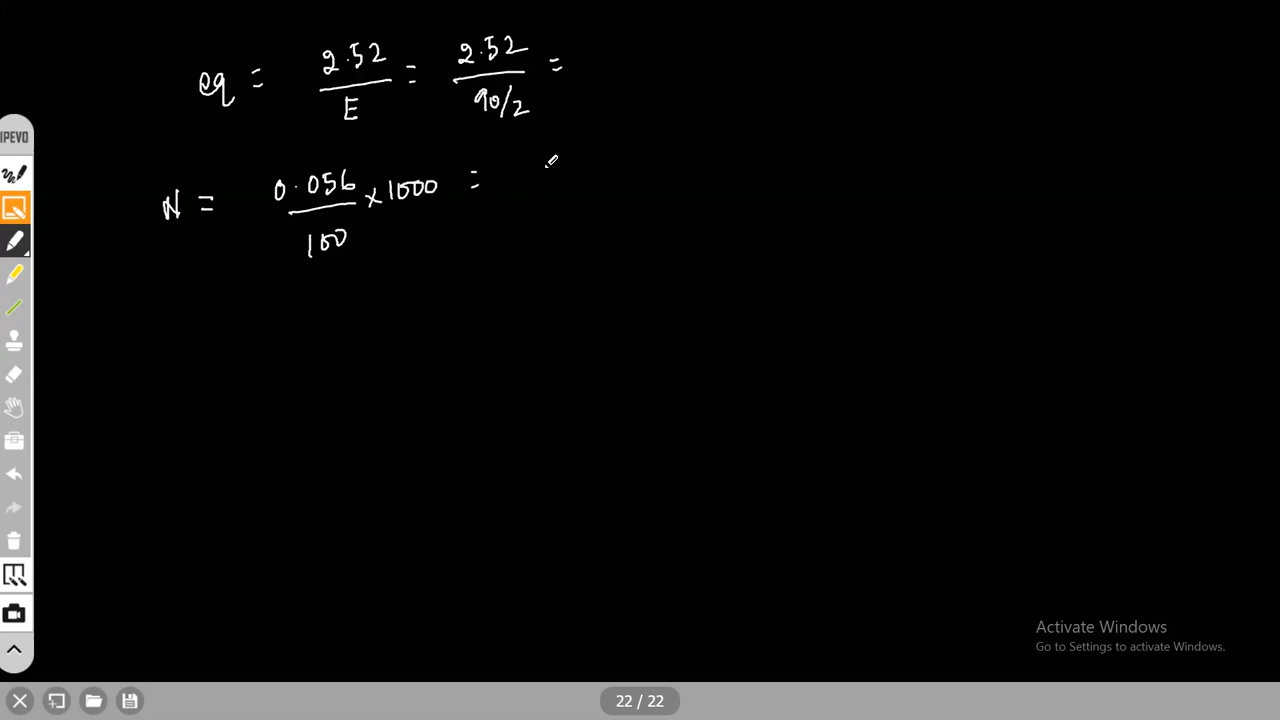 eq = 2.52 / E = 2.52 / 90/2 =
IPEVO
N = 0.056 / 100 × 1000 =
Activate Windows
Go to Settings to activate Windows.
22 / 22